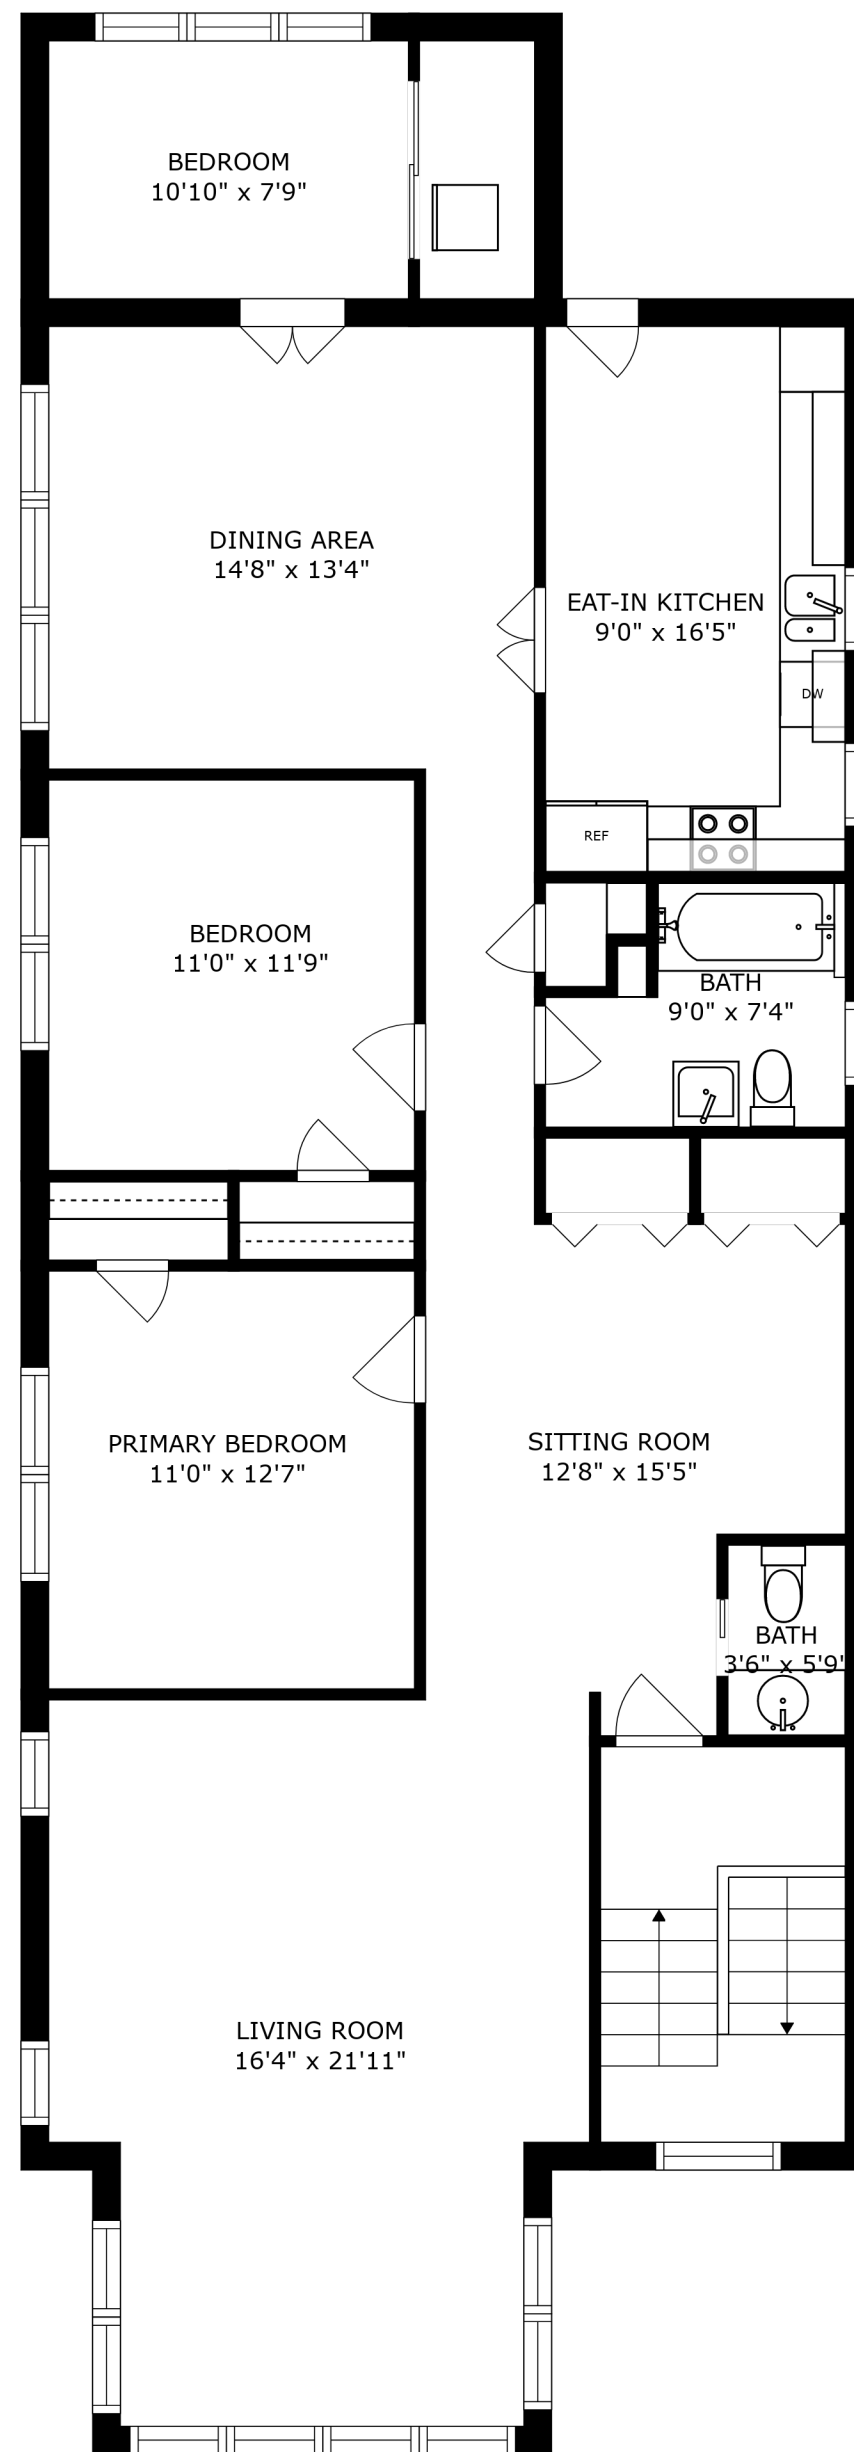 BEDROOM
10'10" x 7'9"
DINING AREA
14'8" x 13'4"
EAT-IN KITCHEN
9'0" x 16'5"
DW
REF
BEDROOM
11'0" x 11'9"
BATH
9'0" x 7'4"
PRIMARY BEDROOM
11'0" x 12'7"
SITTING ROOM
12'8" x 15'5"
BATH
3'6" x 5'9"
LIVING ROOM
16'4" x 21'11"